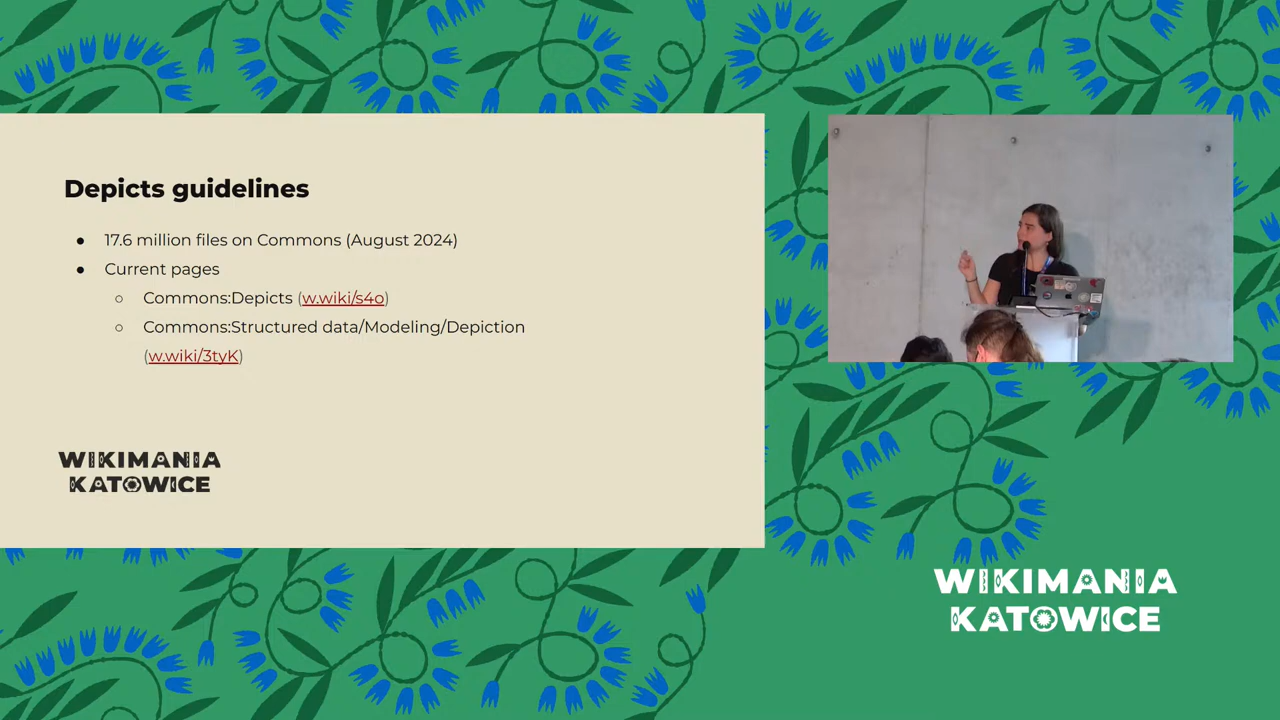 Depicts guidelines
● 17.6 million files on Commons (August 2024)
● Current pages
○ Commons:Depicts (w.wiki/s4o)
○ Commons:Structured data/Modeling/Depiction
(w.wiki/3tyK)
WIKIMANIA
KATOWICE
WIKIMANIA
KATOWICE